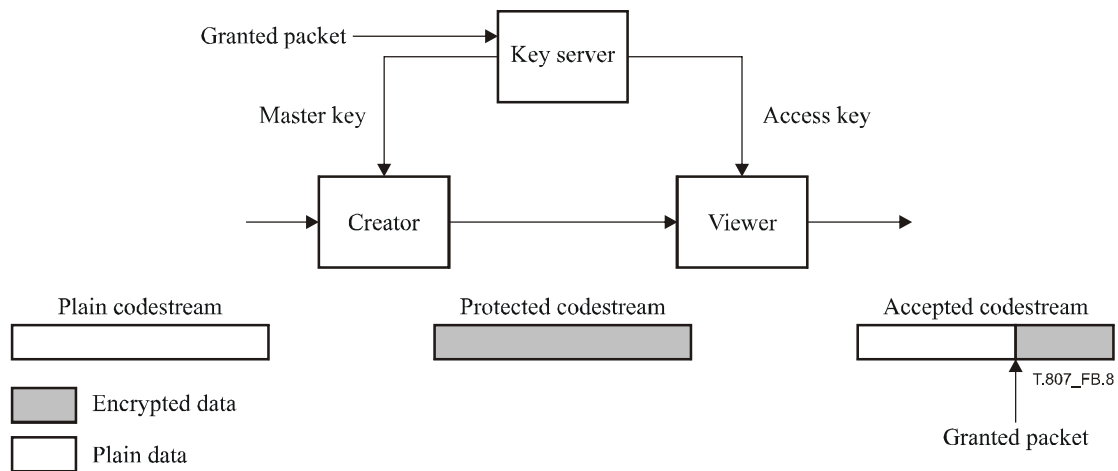 Granted packet
Key server
Master key
Access key
Creator
Viewer
Plain codestream
Protected codestream
Accepted codestream
T.807_FB.8
Encrypted data
Granted packet
Plain data